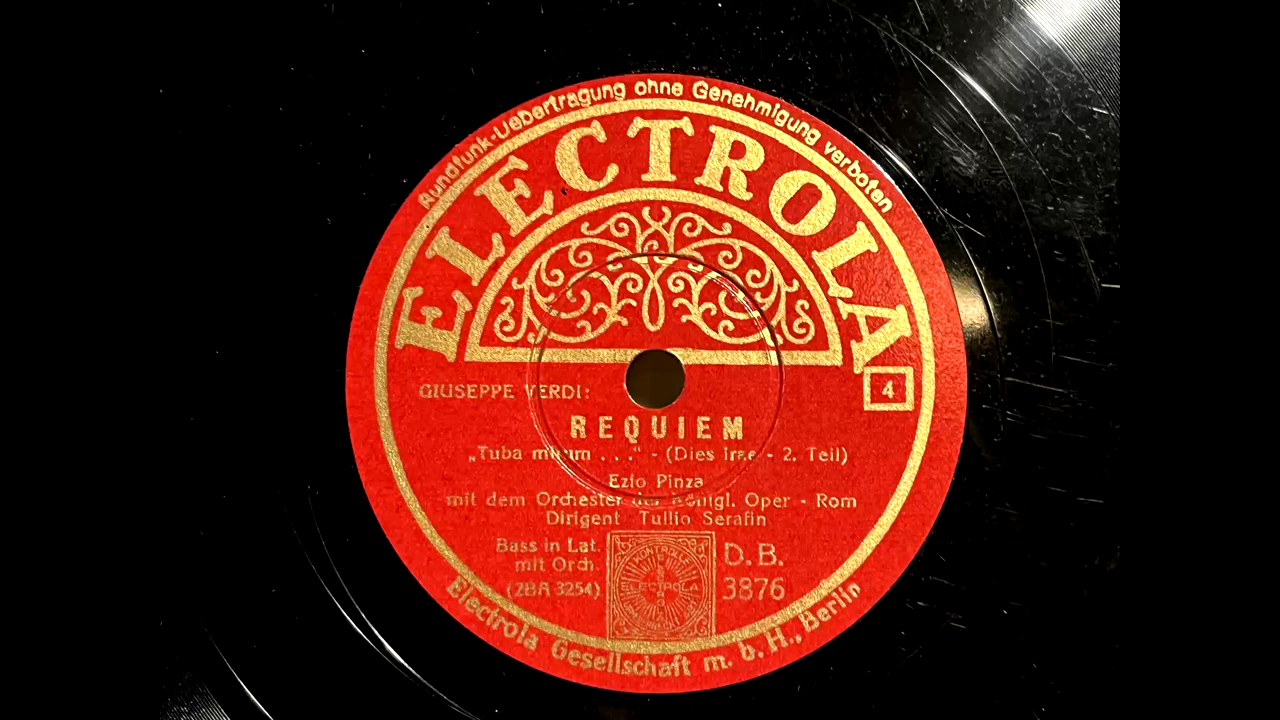 Rundfunk-Uebertragung ohne Genehmigung verboten
ELECTROLA
4
GIUSEPPE VERDI:
REQUIEM
„Tuba mirum . . ." - (Dies irae - 2. Teil)
Ezio Pinza
mit dem Orchester der Königl. Oper - Rom
Dirigent Tullio Serafin
Bass in Lat.
mit Orch.
(2BA 3254)
ELECTROLA
D.B.
3876
Electrola Gesellschaft m. b. H., Berlin